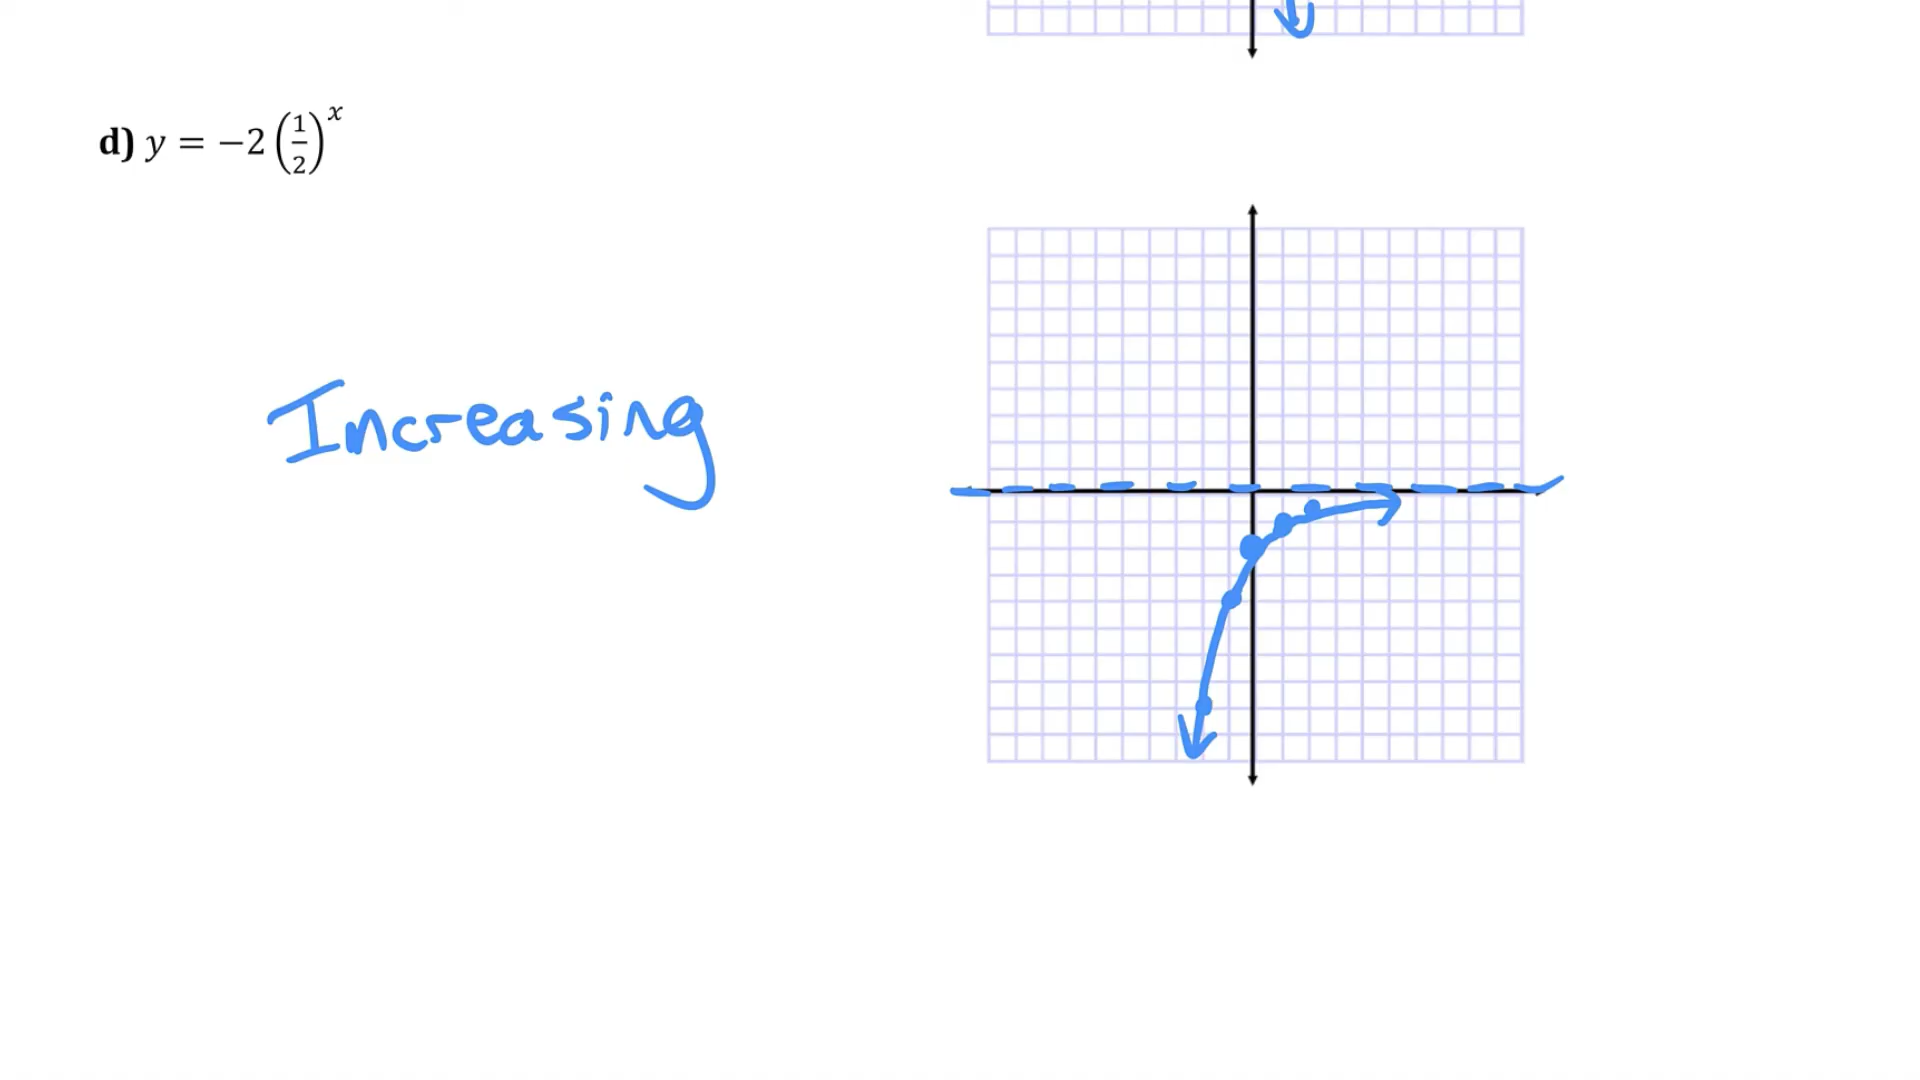 d) y = −2 (1/2)^x
Increasing